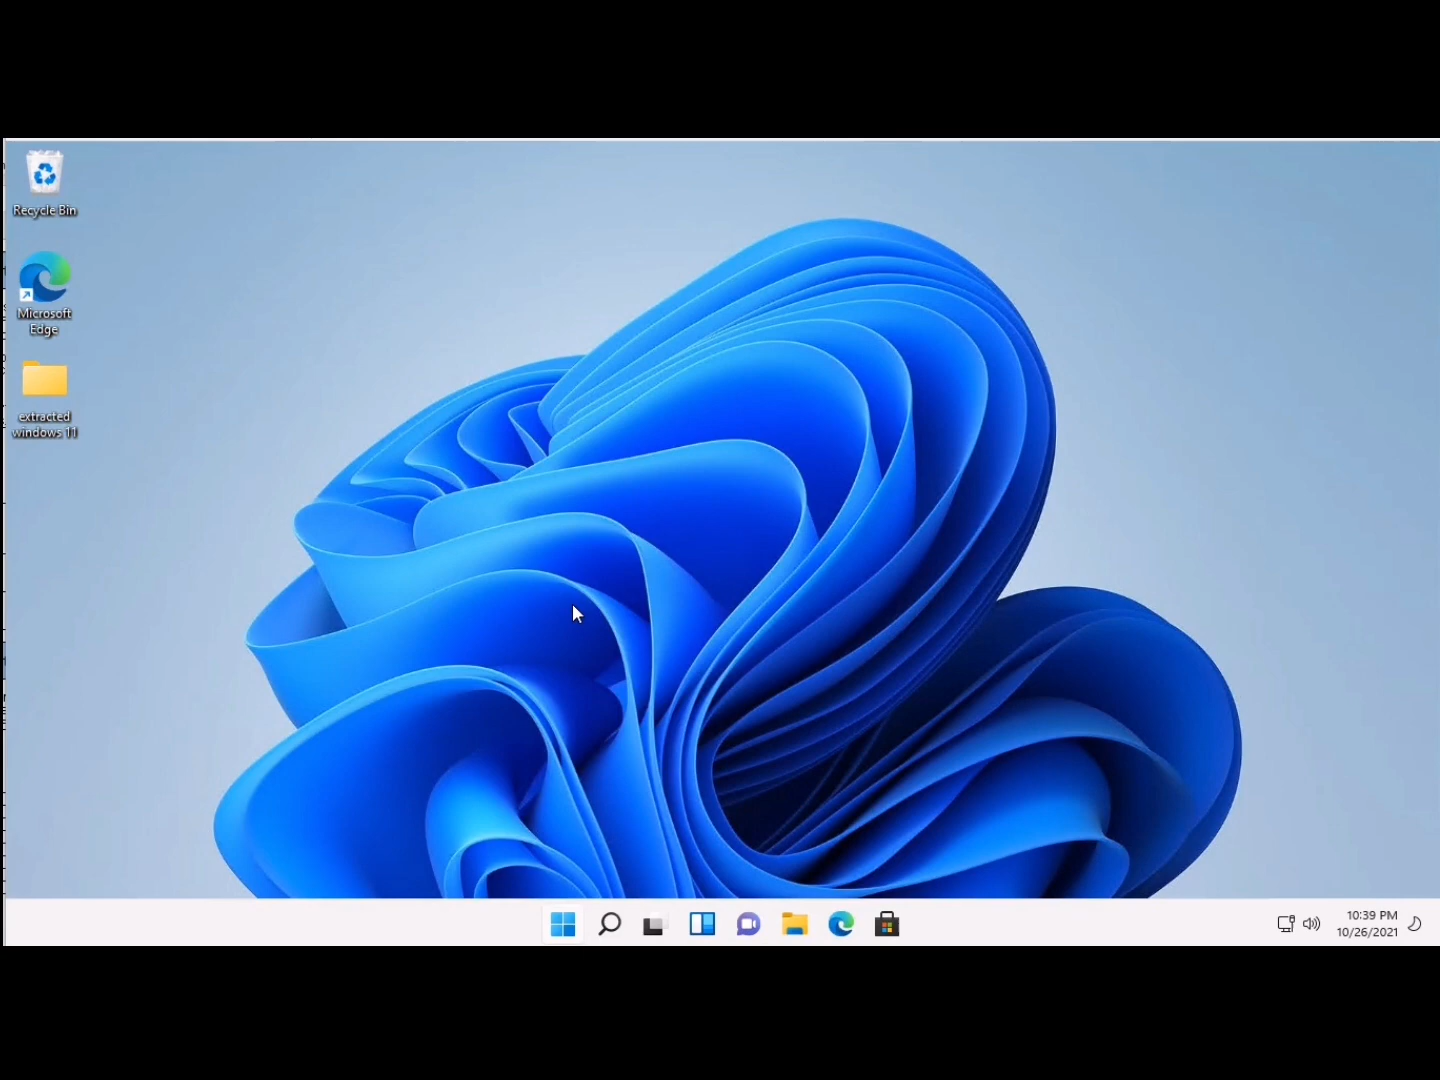 Recycle Bin
Microsoft
Edge
extracted
windows 11
10:39 PM
10/26/2021